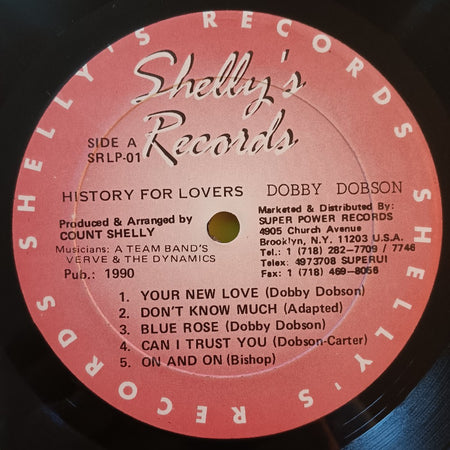 SHELLY'S RECORDS
SHELLY'S RECORDS
Shelly's
Records
SIDE A
SRLP-01
HISTORY FOR LOVERS DOBBY DOBSON
Produced & Arranged by
COUNT SHELLY
Musicians: A TEAM BAND'S
VERVE & THE DYNAMICS
Pub.: 1990
Marketed & Distributed By:
SUPER POWER RECORDS
4905 Church Avenue
Brooklyn, N.Y. 11203 U.S.A.
Tel.: 1 (718) 282-7709 / 7746
Telex: 4973708 SUPERUI
Fax: 1 (718) 469-8056
1. YOUR NEW LOVE (Dobby Dobson)
2. DON'T KNOW MUCH (Adapted)
3. BLUE ROSE (Dobby Dobson)
4. CAN I TRUST YOU (Dobson-Carter)
5. ON AND ON (Bishop)